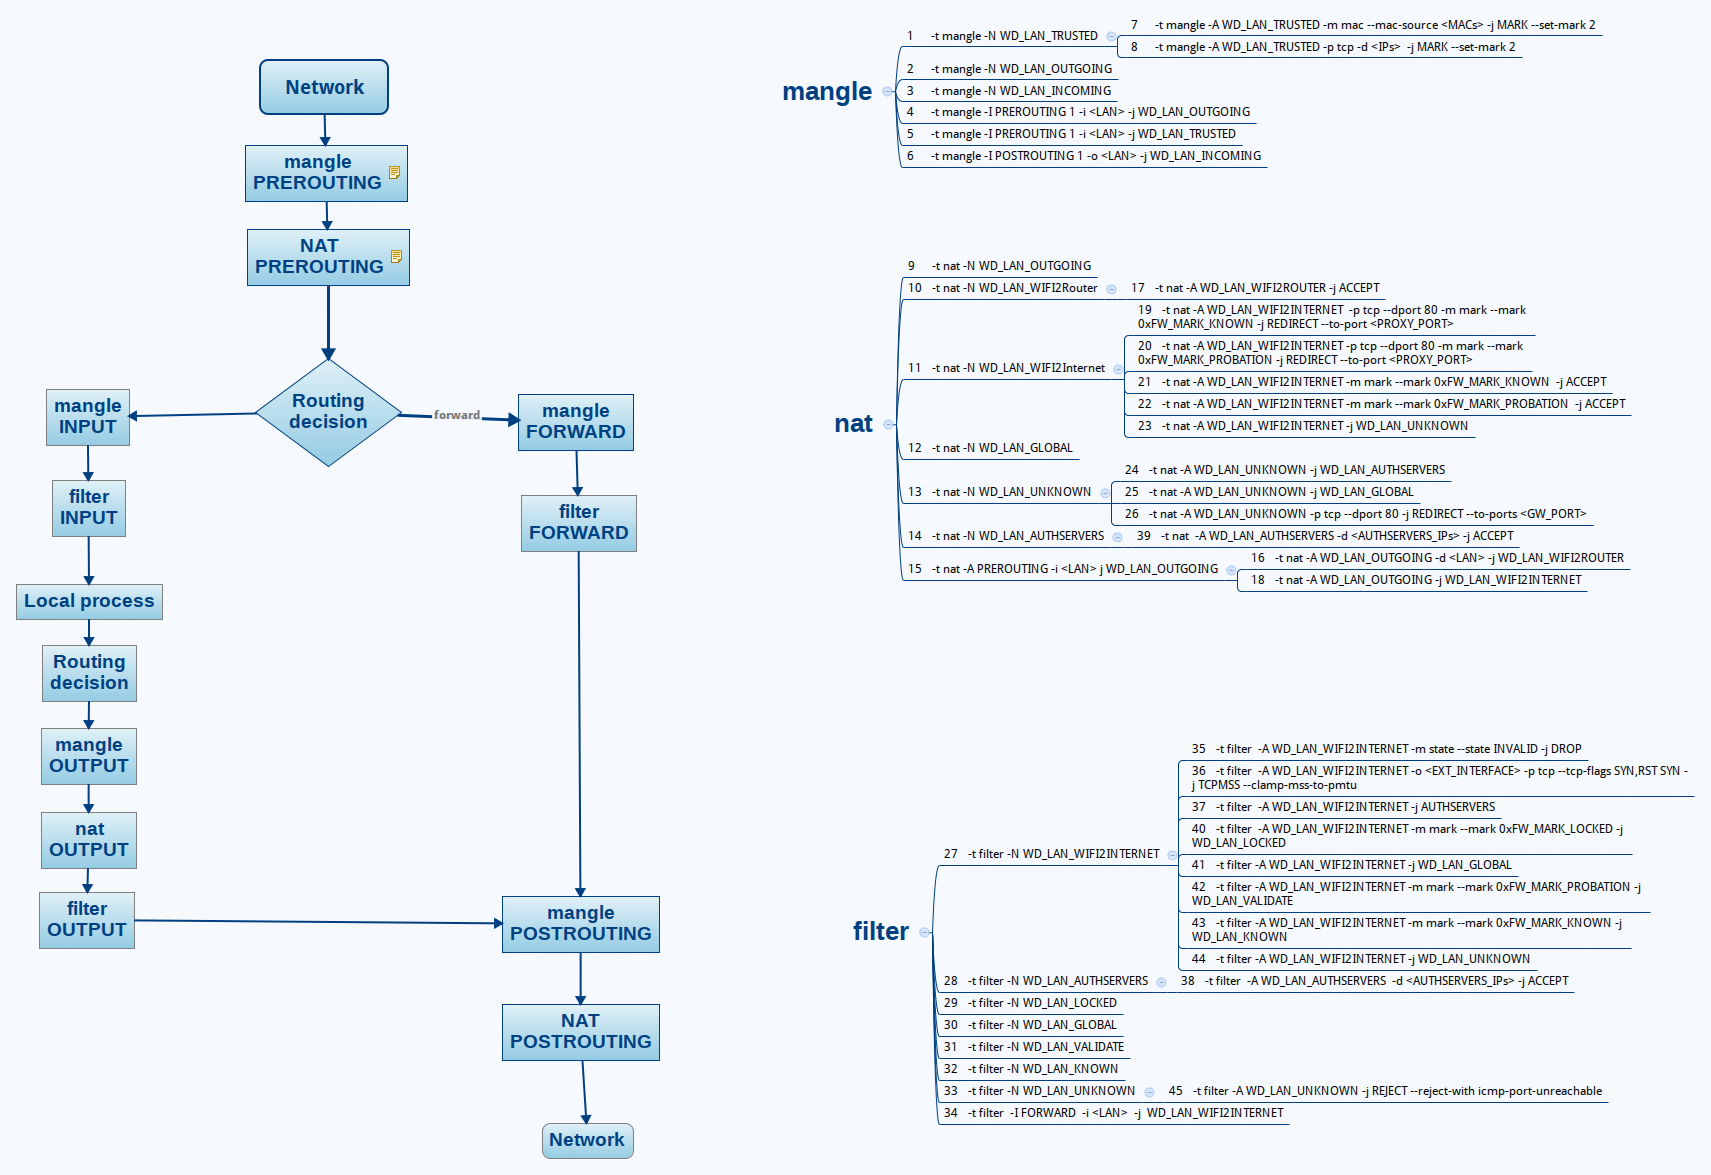 Network
mangle
PREROUTING
NAT
PREROUTING
Routing
decision
forward
mangle
INPUT
mangle
FORWARD
filter
INPUT
filter
FORWARD
Local process
Routing
decision
mangle
OUTPUT
nat
OUTPUT
filter
OUTPUT
mangle
POSTROUTING
NAT
POSTROUTING
Network
mangle
1 -t mangle -N WD_LAN_TRUSTED
7 -t mangle -A WD_LAN_TRUSTED -m mac --mac-source <MACs> -j MARK --set-mark 2
8 -t mangle -A WD_LAN_TRUSTED -p tcp -d <IPs> -j MARK --set-mark 2
2 -t mangle -N WD_LAN_OUTGOING
3 -t mangle -N WD_LAN_INCOMING
4 -t mangle -I PREROUTING 1 -i <LAN> -j WD_LAN_OUTGOING
5 -t mangle -I PREROUTING 1 -i <LAN> -j WD_LAN_TRUSTED
6 -t mangle -I POSTROUTING 1 -o <LAN> -j WD_LAN_INCOMING
nat
9 -t nat -N WD_LAN_OUTGOING
10 -t nat -N WD_LAN_WIFI2Router
17 -t nat -A WD_LAN_WIFI2ROUTER -j ACCEPT
11 -t nat -N WD_LAN_WIFI2Internet
19 -t nat -A WD_LAN_WIFI2INTERNET -p tcp --dport 80 -m mark --mark
0xFW_MARK_KNOWN -j REDIRECT --to-port <PROXY_PORT>
20 -t nat -A WD_LAN_WIFI2INTERNET -p tcp --dport 80 -m mark --mark
0xFW_MARK_PROBATION -j REDIRECT --to-port <PROXY_PORT>
21 -t nat -A WD_LAN_WIFI2INTERNET -m mark --mark 0xFW_MARK_KNOWN -j ACCEPT
22 -t nat -A WD_LAN_WIFI2INTERNET -m mark --mark 0xFW_MARK_PROBATION -j ACCEPT
23 -t nat -A WD_LAN_WIFI2INTERNET -j WD_LAN_UNKNOWN
12 -t nat -N WD_LAN_GLOBAL
13 -t nat -N WD_LAN_UNKNOWN
24 -t nat -A WD_LAN_UNKNOWN -j WD_LAN_AUTHSERVERS
25 -t nat -A WD_LAN_UNKNOWN -j WD_LAN_GLOBAL
26 -t nat -A WD_LAN_UNKNOWN -p tcp --dport 80 -j REDIRECT --to-ports <GW_PORT>
14 -t nat -N WD_LAN_AUTHSERVERS
39 -t nat -A WD_LAN_AUTHSERVERS -d <AUTHSERVERS_IPs> -j ACCEPT
15 -t nat -A PREROUTING -i <LAN> j WD_LAN_OUTGOING
16 -t nat -A WD_LAN_OUTGOING -d <LAN> -j WD_LAN_WIFI2ROUTER
18 -t nat -A WD_LAN_OUTGOING -j WD_LAN_WIFI2INTERNET
filter
27 -t filter -N WD_LAN_WIFI2INTERNET
35 -t filter -A WD_LAN_WIFI2INTERNET -m state --state INVALID -j DROP
36 -t filter -A WD_LAN_WIFI2INTERNET -o <EXT_INTERFACE> -p tcp --tcp-flags SYN,RST SYN -
j TCPMSS --clamp-mss-to-pmtu
37 -t filter -A WD_LAN_WIFI2INTERNET -j AUTHSERVERS
40 -t filter -A WD_LAN_WIFI2INTERNET -m mark --mark 0xFW_MARK_LOCKED -j
WD_LAN_LOCKED
41 -t filter -A WD_LAN_WIFI2INTERNET -j WD_LAN_GLOBAL
42 -t filter -A WD_LAN_WIFI2INTERNET -m mark --mark 0xFW_MARK_PROBATION -j
WD_LAN_VALIDATE
43 -t filter -A WD_LAN_WIFI2INTERNET -m mark --mark 0xFW_MARK_KNOWN -j
WD_LAN_KNOWN
44 -t filter -A WD_LAN_WIFI2INTERNET -j WD_LAN_UNKNOWN
28 -t filter -N WD_LAN_AUTHSERVERS
38 -t filter -A WD_LAN_AUTHSERVERS -d <AUTHSERVERS_IPs> -j ACCEPT
29 -t filter -N WD_LAN_LOCKED
30 -t filter -N WD_LAN_GLOBAL
31 -t filter -N WD_LAN_VALIDATE
32 -t filter -N WD_LAN_KNOWN
33 -t filter -N WD_LAN_UNKNOWN
45 -t filter -A WD_LAN_UNKNOWN -j REJECT --reject-with icmp-port-unreachable
34 -t filter -I FORWARD -i <LAN> -j WD_LAN_WIFI2INTERNET